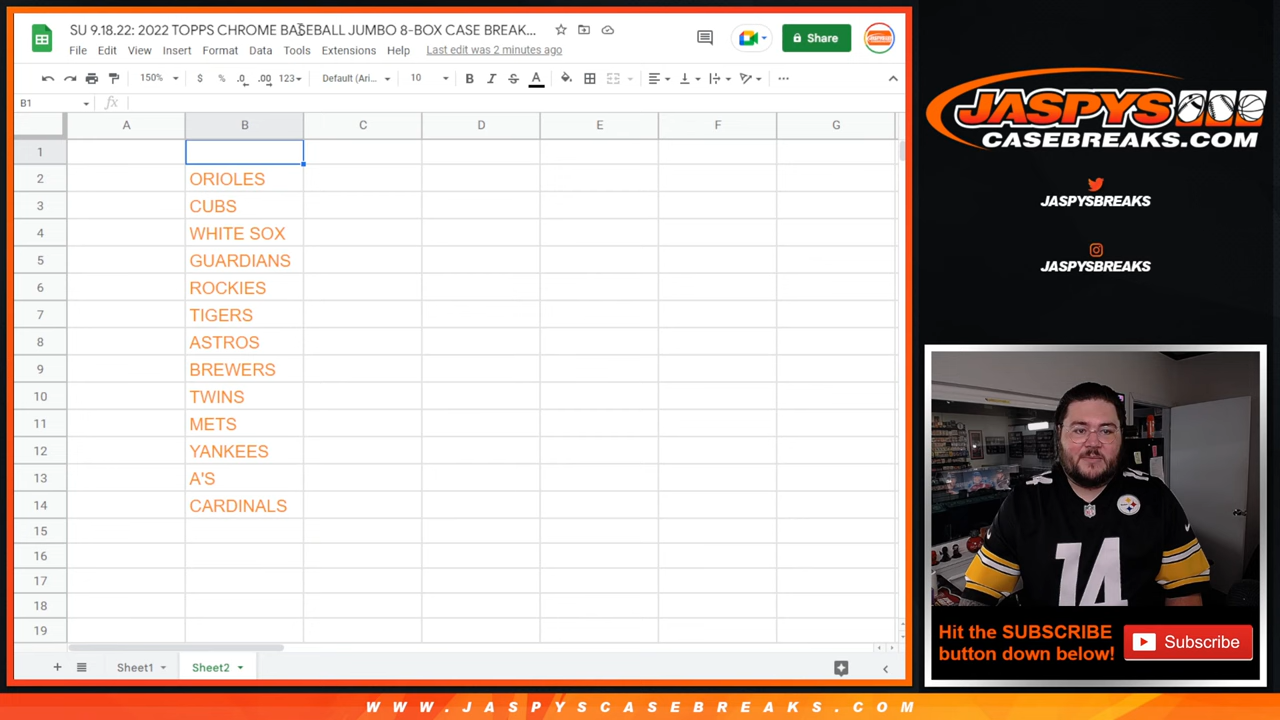 SU 9.18.22: 2022 TOPPS CHROME BASEBALL JUMBO 8-BOX CASE BREAK...
File Edit View Insert Format Data Tools Extensions Help Last edit was 2 minutes ago
Share
150% $ % .0 .00 123 Default (Ari... 10 B I S A
B1 fx
A B C D E F G
1
2 ORIOLES
3 CUBS
4 WHITE SOX
5 GUARDIANS
6 ROCKIES
7 TIGERS
8 ASTROS
9 BREWERS
10 TWINS
11 METS
12 YANKEES
13 A'S
14 CARDINALS
15
16
17
18
19
Sheet1 Sheet2
JASPYS
CASEBREAKS.COM
JASPYSBREAKS
JASPYSBREAKS
14
Hit the SUBSCRIBE
button down below!
Subscribe
WWW.JASPYSCASEBREAKS.COM